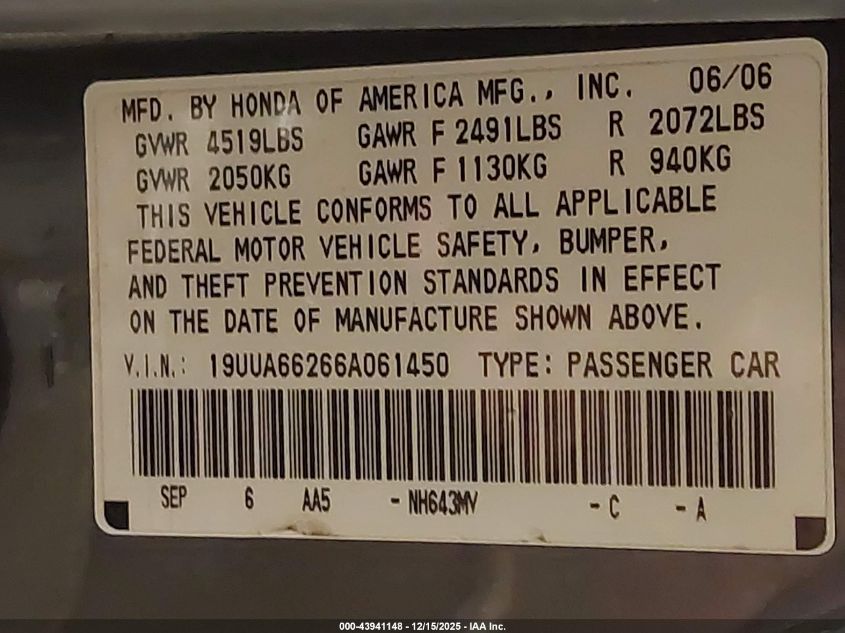 MFD. BY HONDA OF AMERICA MFG., INC. 06/06
GVWR 4519LBS GAWR F 2491LBS R 2072LBS
GVWR 2050KG GAWR F 1130KG R 940KG
THIS VEHICLE CONFORMS TO ALL APPLICABLE
FEDERAL MOTOR VEHICLE SAFETY, BUMPER,
AND THEFT PREVENTION STANDARDS IN EFFECT
ON THE DATE OF MANUFACTURE SHOWN ABOVE.
V.I.N.: 19UUA66266A061450 TYPE: PASSENGER CAR
SEP 6 AA5 - NH643MV - C - A
000-43941148 - 12/15/2025 - IAA Inc.